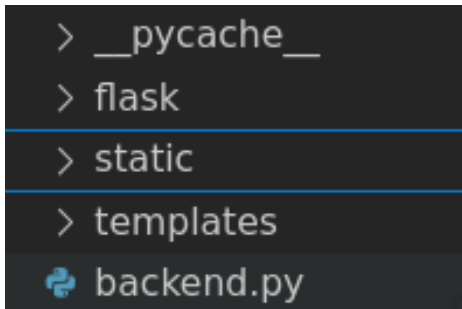 __pycache__
flask
static
templates
backend.py